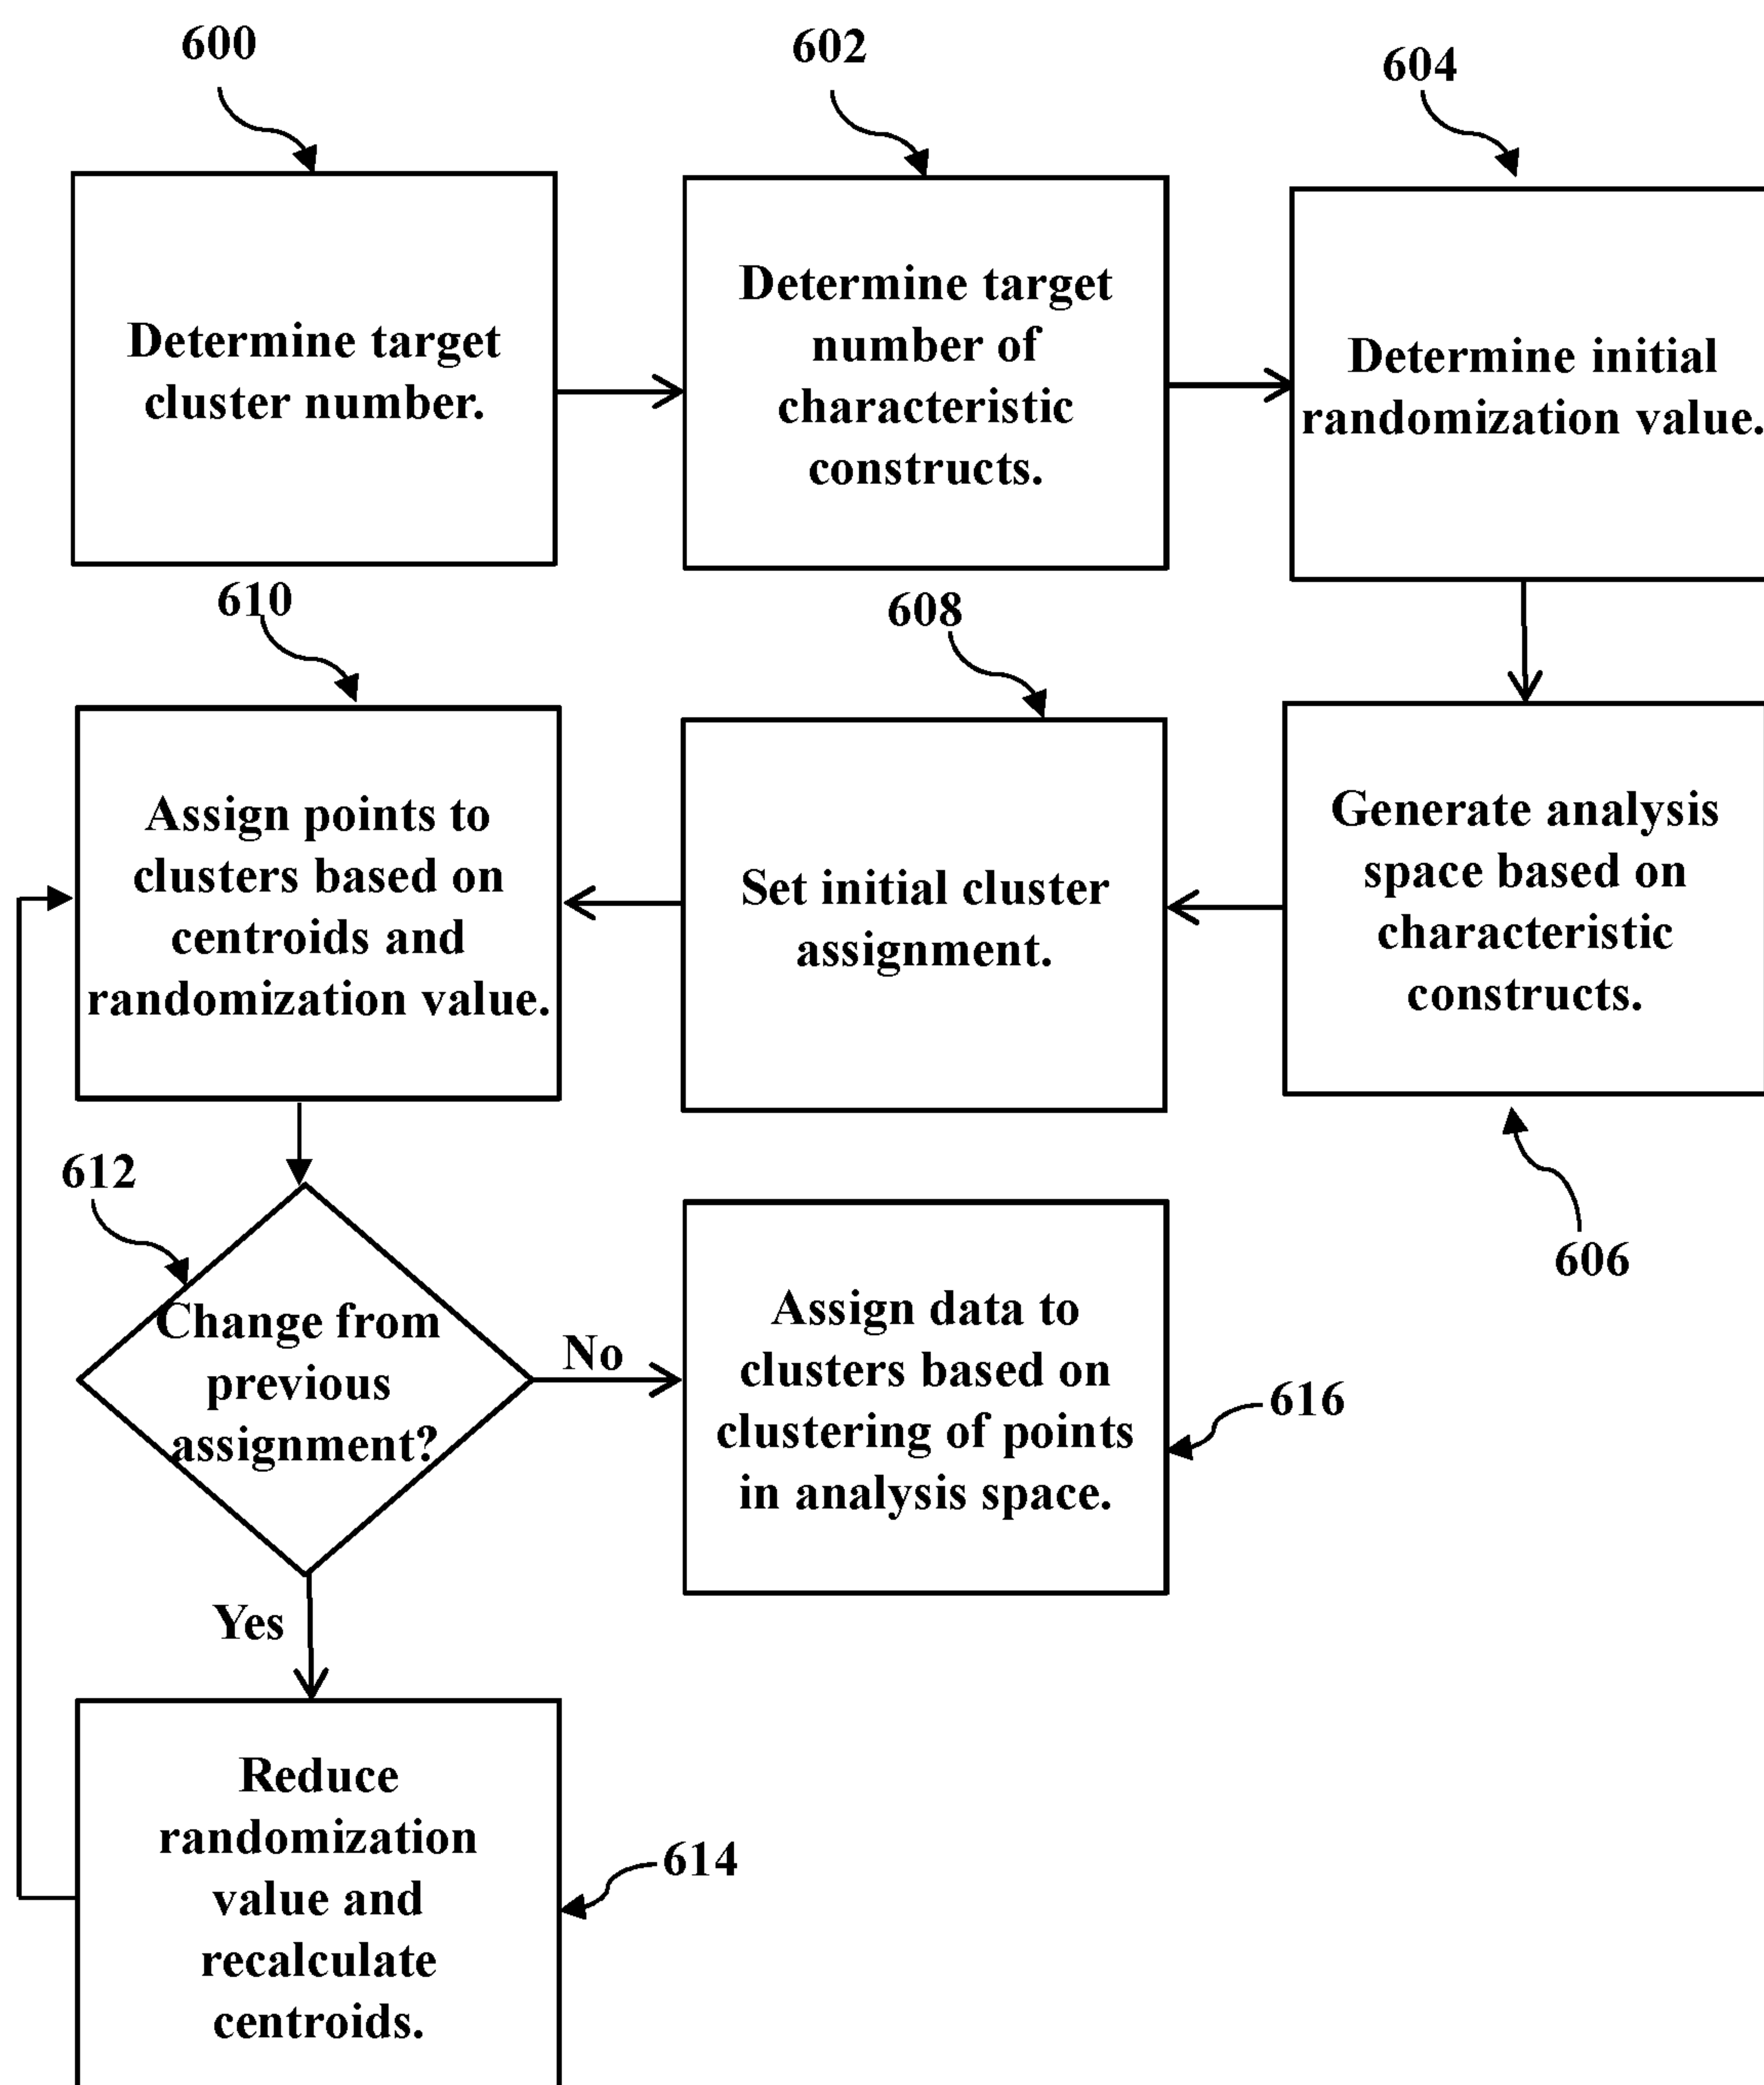 600
Determine target
cluster number.
602
Determine target
number of
characteristic
constructs.
604
Determine initial
randomization value.
606
Generate analysis
space based on
characteristic
constructs.
608
Set initial cluster
assignment.
610
Assign points to
clusters based on
centroids and
randomization value.
612
Change from
previous
assignment?
No
Yes
616
Assign data to
clusters based on
clustering of points
in analysis space.
614
Reduce
randomization
value and
recalculate
centroids.